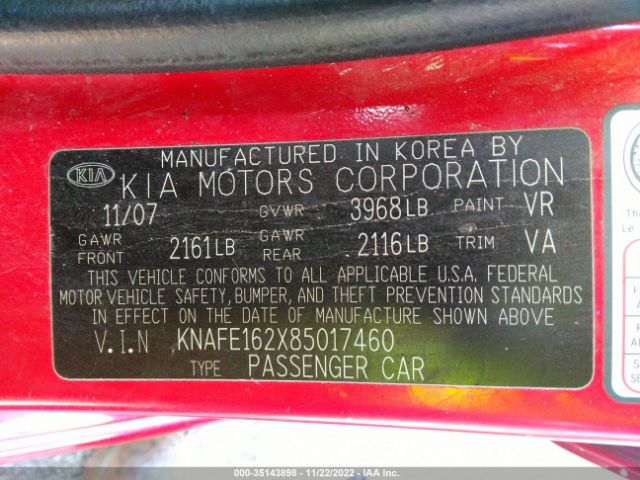 MANUFACTURED IN KOREA BY
KIA KIA MOTORS CORPORATION
11/07 GVWR 3968LB PAINT VR
GAWR FRONT 2161LB GAWR REAR 2116LB TRIM VA
THIS VEHICLE CONFORMS TO ALL APPLICABLE U.S.A. FEDERAL
MOTOR VEHICLE SAFETY, BUMPER, AND THEFT PREVENTION STANDARDS
IN EFFECT ON THE DATE OF MANUFACTURE SHOWN ABOVE
V.I.N KNAFE162X85017460
TYPE PASSENGER CAR
The
Le
000-35143898 - 11/22/2022 - IAA Inc.